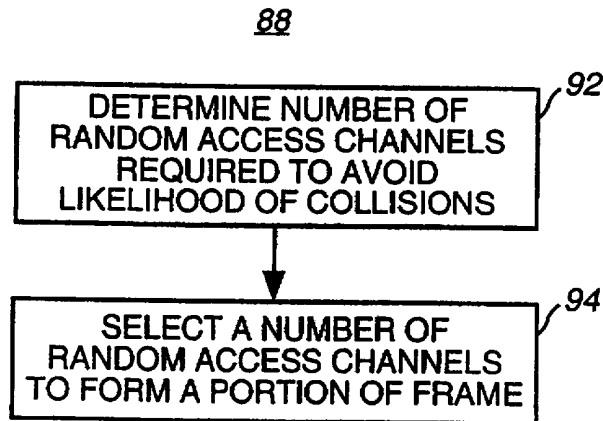 88
92
DETERMINE NUMBER OF
RANDOM ACCESS CHANNELS
REQUIRED TO AVOID
LIKELIHOOD OF COLLISIONS
94
SELECT A NUMBER OF
RANDOM ACCESS CHANNELS
TO FORM A PORTION OF FRAME